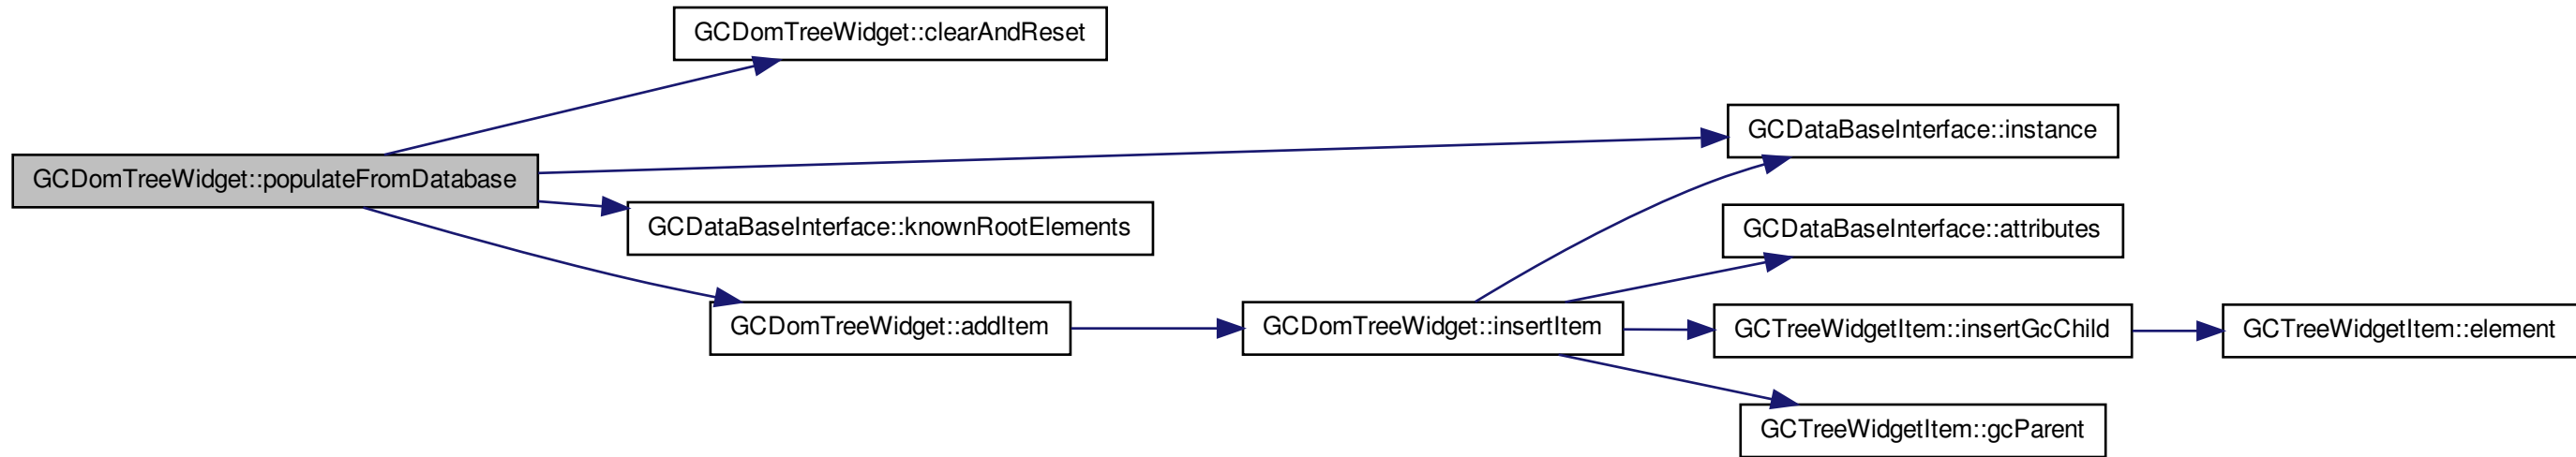 GCDomTreeWidget::clearAndReset
GCDataBaseInterface::instance
GCDomTreeWidget::populateFromDatabase
GCDataBaseInterface::knownRootElements
GCDataBaseInterface::attributes
GCDomTreeWidget::addItem
GCDomTreeWidget::insertItem
GCTreeWidgetItem::insertGcChild
GCTreeWidgetItem::element
GCTreeWidgetItem::gcParent